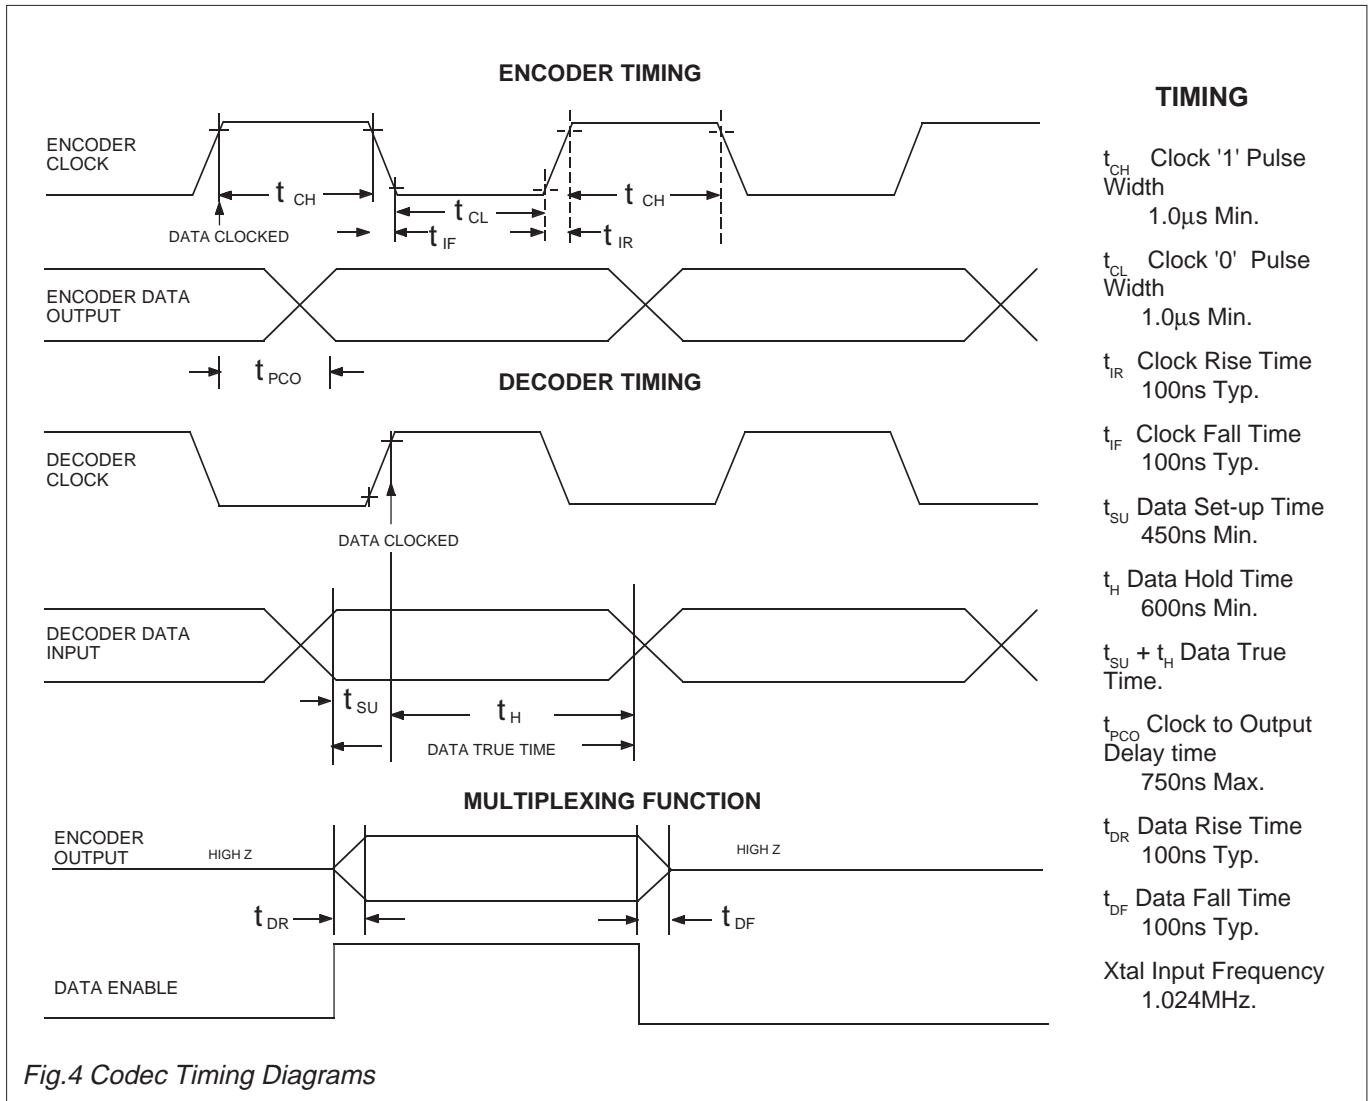 ENCODER TIMING
ENCODER
CLOCK
t CH
t CL
t CH
DATA CLOCKED
t IF
t IR
ENCODER DATA
OUTPUT
t PCO
DECODER TIMING
DECODER
CLOCK
DATA CLOCKED
DECODER DATA
INPUT
t SU
t H
DATA TRUE TIME
MULTIPLEXING FUNCTION
ENCODER
OUTPUT
HIGH Z
HIGH Z
t DR
t DF
DATA ENABLE
TIMING
tCH Clock '1' Pulse
Width
1.0µs Min.
tCL Clock '0' Pulse
Width
1.0µs Min.
tIR Clock Rise Time
100ns Typ.
tIF Clock Fall Time
100ns Typ.
tSU Data Set-up Time
450ns Min.
tH Data Hold Time
600ns Min.
tSU + tH Data True
Time.
tPCO Clock to Output
Delay time
750ns Max.
tDR Data Rise Time
100ns Typ.
tDF Data Fall Time
100ns Typ.
Xtal Input Frequency
1.024MHz.
Fig.4 Codec Timing Diagrams